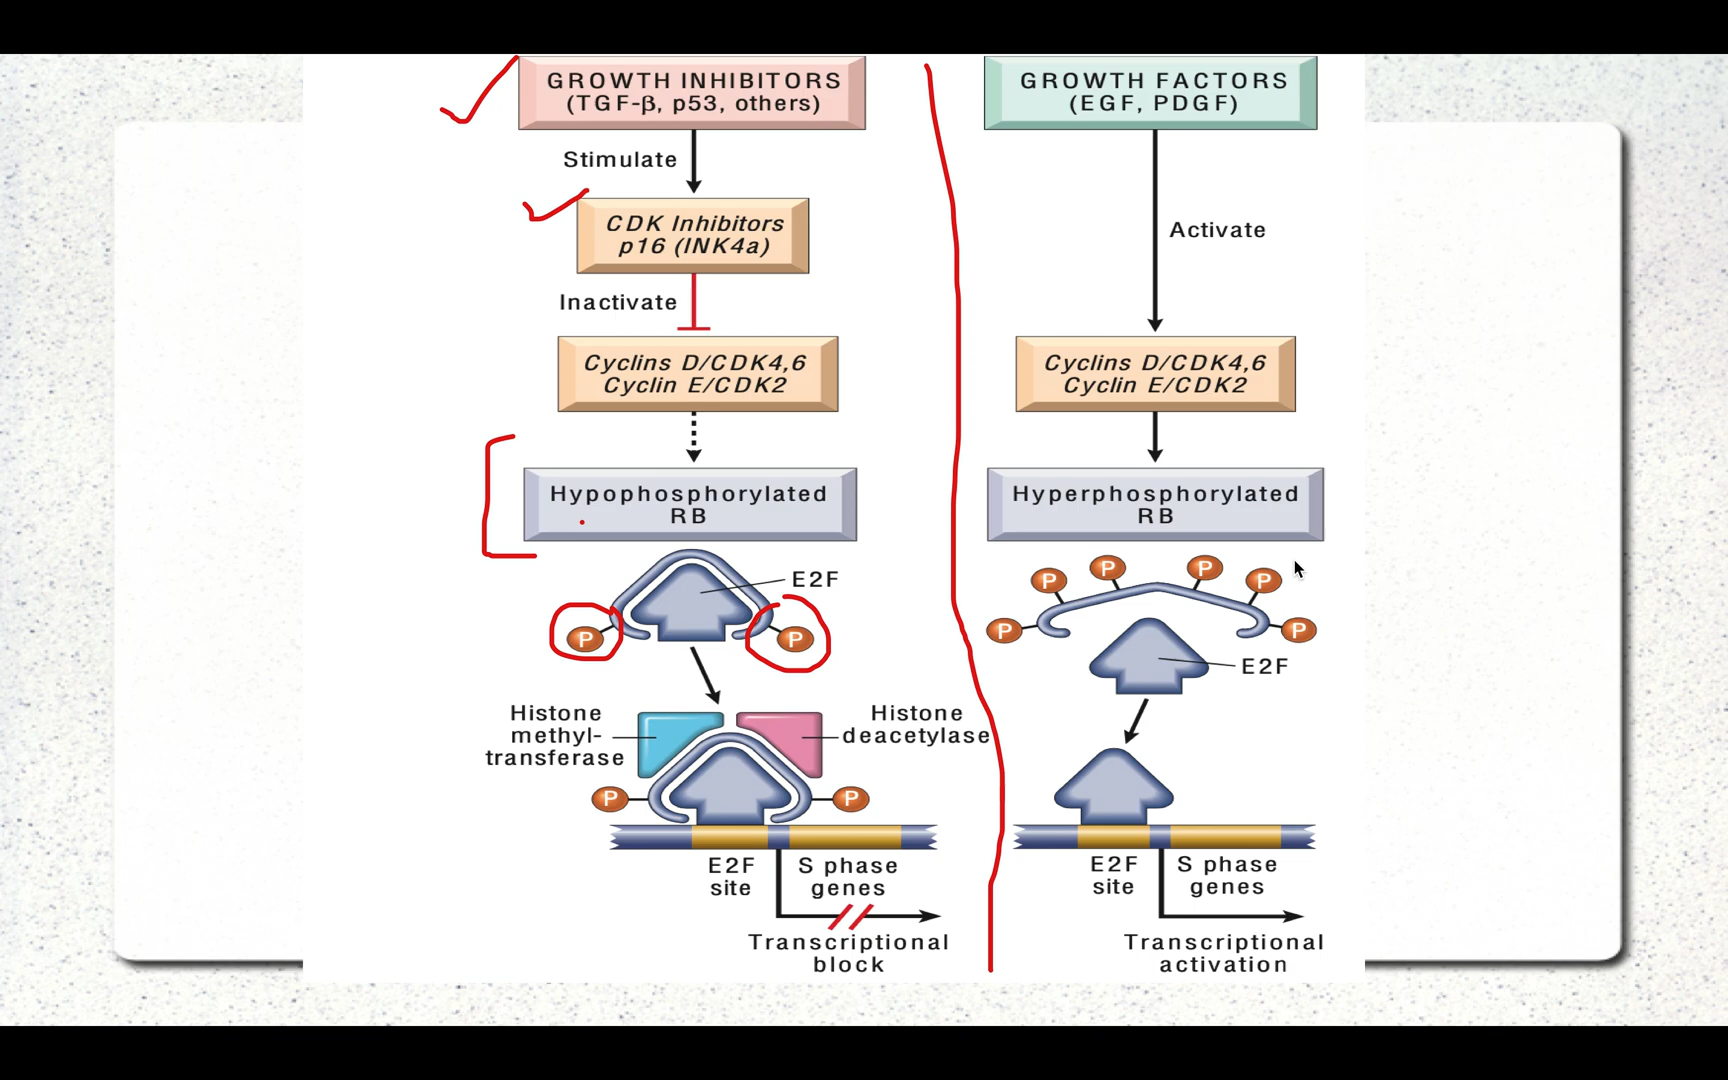 GROWTH INHIBITORS
(TGF-β, p53, others)
Stimulate
CDK Inhibitors
p16 (INK4a)
Inactivate
Cyclins D/CDK4,6
Cyclin E/CDK2
Hypophosphorylated
RB
E2F
P
P
Histone
methyl-
transferase
Histone
deacetylase
P
P
E2F
site
S phase
genes
Transcriptional
block
GROWTH FACTORS
(EGF, PDGF)
Activate
Cyclins D/CDK4,6
Cyclin E/CDK2
Hyperphosphorylated
RB
P
P
P
P
P
P
E2F
E2F
site
S phase
genes
Transcriptional
activation